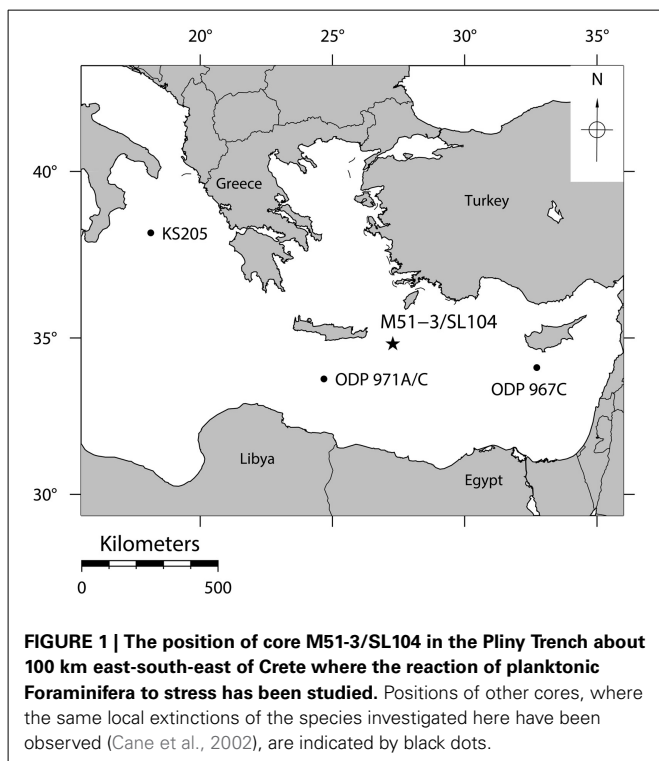 20° 25° 30° 35°
N
40°
Greece
Turkey
KS205
35°
M51–3/SL104
ODP 971A/C
ODP 967C
Libya
Egypt
30°
Kilometers
0 500
FIGURE 1 | The position of core M51-3/SL104 in the Pliny Trench about
100 km east-south-east of Crete where the reaction of planktonic
Foraminifera to stress has been studied. Positions of other cores, where
the same local extinctions of the species investigated here have been
observed (Cane et al., 2002), are indicated by black dots.